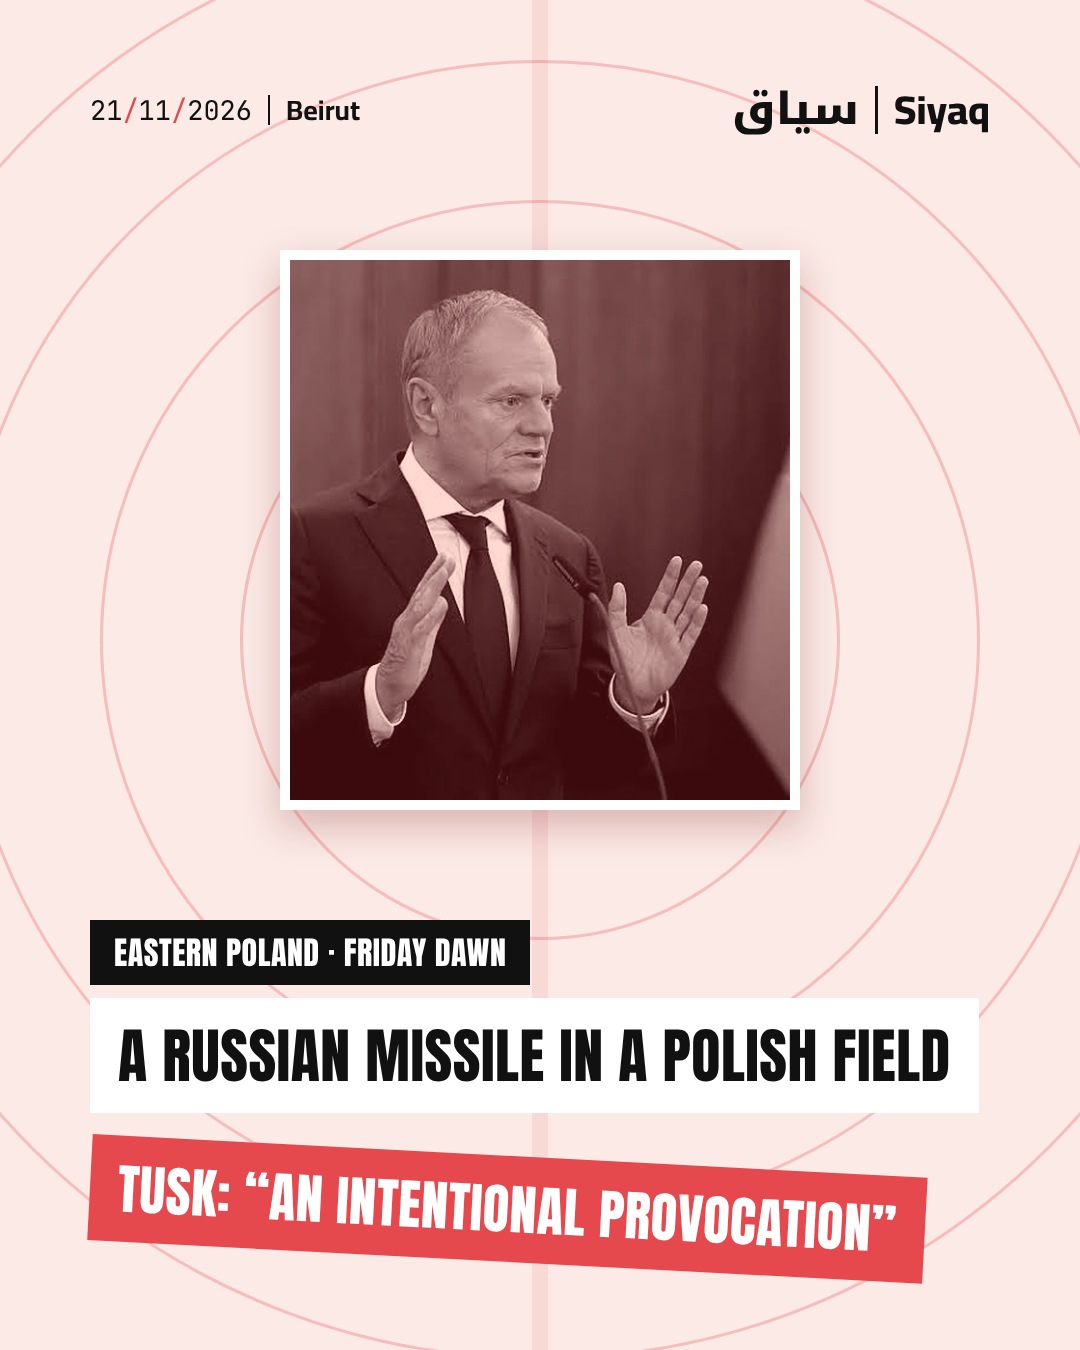 21/11/2026 | Beirut
سياق | Siyaq
EASTERN POLAND · FRIDAY DAWN
A RUSSIAN MISSILE IN A POLISH FIELD
TUSK: “AN INTENTIONAL PROVOCATION”